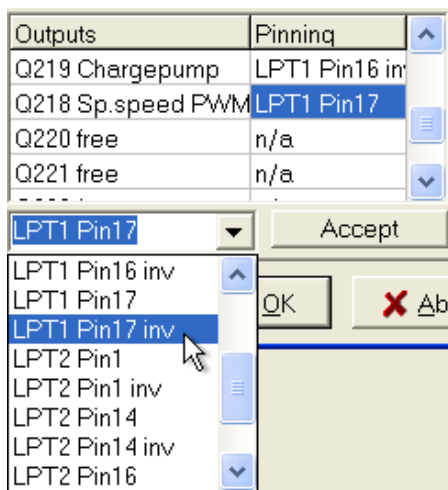 Outputs Pinning
Q219 Chargepump LPT1 Pin16 in
Q218 Sp.speed PWM LPT1 Pin17
Q220 free n/a
Q221 free n/a
LPT1 Pin17 Accept
LPT1 Pin16 inv
LPT1 Pin17
LPT1 Pin17 inv
LPT2 Pin1
LPT2 Pin1 inv
LPT2 Pin14
LPT2 Pin14 inv
LPT2 Pin16
OK Ab